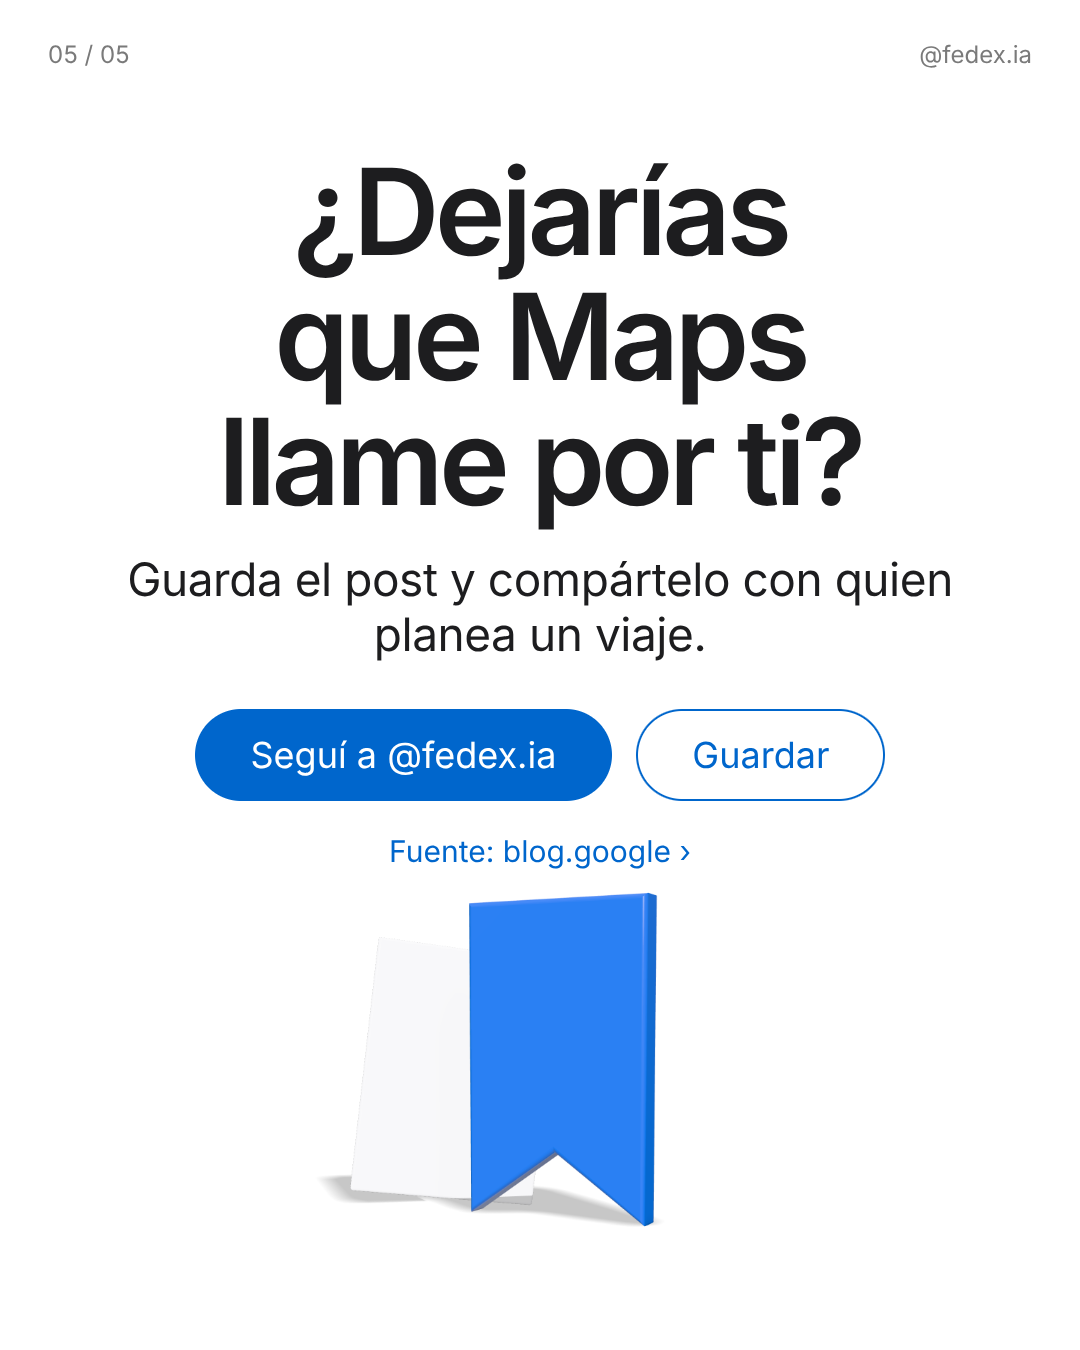 05 / 05
@fedex.ia
¿Dejarías
que Maps
llame por ti?
Guarda el post y compártelo con quien
planea un viaje.
Seguí a @fedex.ia
Guardar
Fuente: blog.google ›